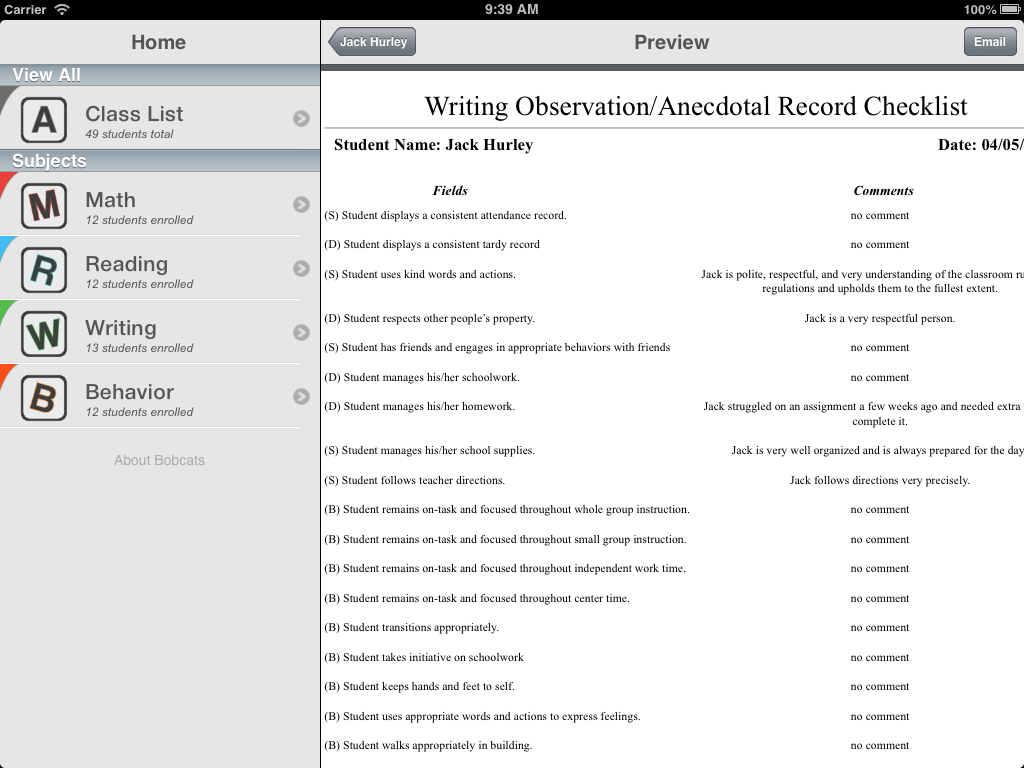 Carrier 9:39 AM 100%
Home
View All
A Class List
49 students total
Subjects
M Math
12 students enrolled
R Reading
12 students enrolled
W Writing
13 students enrolled
B Behavior
12 students enrolled
About Bobcats
Jack Hurley Preview Email
Writing Observation/Anecdotal Record Checklist
Student Name: Jack Hurley Date: 04/05/
Fields Comments
(S) Student displays a consistent attendance record. no comment
(D) Student displays a consistent tardy record no comment
(S) Student uses kind words and actions. Jack is polite, respectful, and very understanding of the classroom
regulations and upholds them to the fullest extent.
(D) Student respects other people’s property. Jack is a very respectful person.
(S) Student has friends and engages in appropriate behaviors with friends no comment
(D) Student manages his/her schoolwork. no comment
(D) Student manages his/her homework. Jack struggled on an assignment a few weeks ago and needed extra
complete it.
(S) Student manages his/her school supplies. Jack is very well organized and is always prepared for the day
(S) Student follows teacher directions. Jack follows directions very precisely.
(B) Student remains on-task and focused throughout whole group instruction. no comment
(B) Student remains on-task and focused throughout small group instruction. no comment
(B) Student remains on-task and focused throughout independent work time. no comment
(B) Student remains on-task and focused throughout center time. no comment
(B) Student transitions appropriately. no comment
(B) Student takes initiative on schoolwork no comment
(B) Student keeps hands and feet to self. no comment
(B) Student uses appropriate words and actions to express feelings. no comment
(B) Student walks appropriately in building. no comment